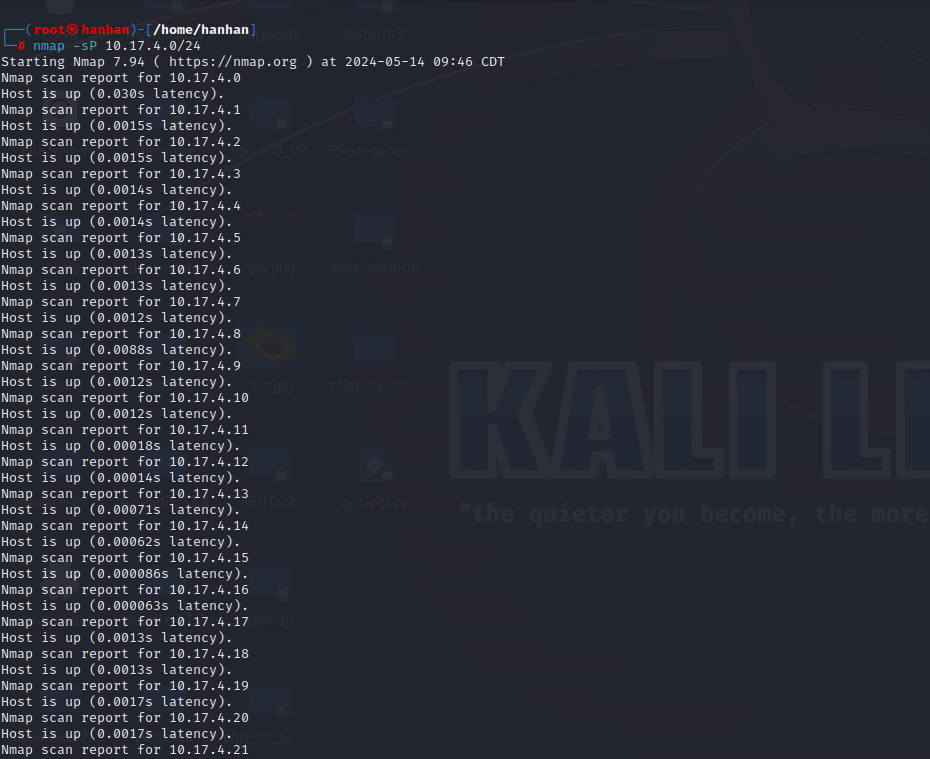 (root㉿hanhan)-[/home/hanhan]
# nmap -sP 10.17.4.0/24
Starting Nmap 7.94 ( https://nmap.org ) at 2024-05-14 09:46 CDT
Nmap scan report for 10.17.4.0
Host is up (0.030s latency).
Nmap scan report for 10.17.4.1
Host is up (0.0015s latency).
Nmap scan report for 10.17.4.2
Host is up (0.0015s latency).
Nmap scan report for 10.17.4.3
Host is up (0.0014s latency).
Nmap scan report for 10.17.4.4
Host is up (0.0014s latency).
Nmap scan report for 10.17.4.5
Host is up (0.0013s latency).
Nmap scan report for 10.17.4.6
Host is up (0.0013s latency).
Nmap scan report for 10.17.4.7
Host is up (0.0012s latency).
Nmap scan report for 10.17.4.8
Host is up (0.0088s latency).
Nmap scan report for 10.17.4.9
Host is up (0.0012s latency).
Nmap scan report for 10.17.4.10
Host is up (0.0012s latency).
Nmap scan report for 10.17.4.11
Host is up (0.00018s latency).
Nmap scan report for 10.17.4.12
Host is up (0.00014s latency).
Nmap scan report for 10.17.4.13
Host is up (0.00071s latency).
Nmap scan report for 10.17.4.14
Host is up (0.00062s latency).
Nmap scan report for 10.17.4.15
Host is up (0.000086s latency).
Nmap scan report for 10.17.4.16
Host is up (0.000063s latency).
Nmap scan report for 10.17.4.17
Host is up (0.0013s latency).
Nmap scan report for 10.17.4.18
Host is up (0.0013s latency).
Nmap scan report for 10.17.4.19
Host is up (0.0017s latency).
Nmap scan report for 10.17.4.20
Host is up (0.0017s latency).
Nmap scan report for 10.17.4.21
distorm3
F5-stegano...
raw.png
awd-platform
raw.jpg
volatility-m...
GitHack
get-pip.py
KALI LI
"the quieter you become, the more